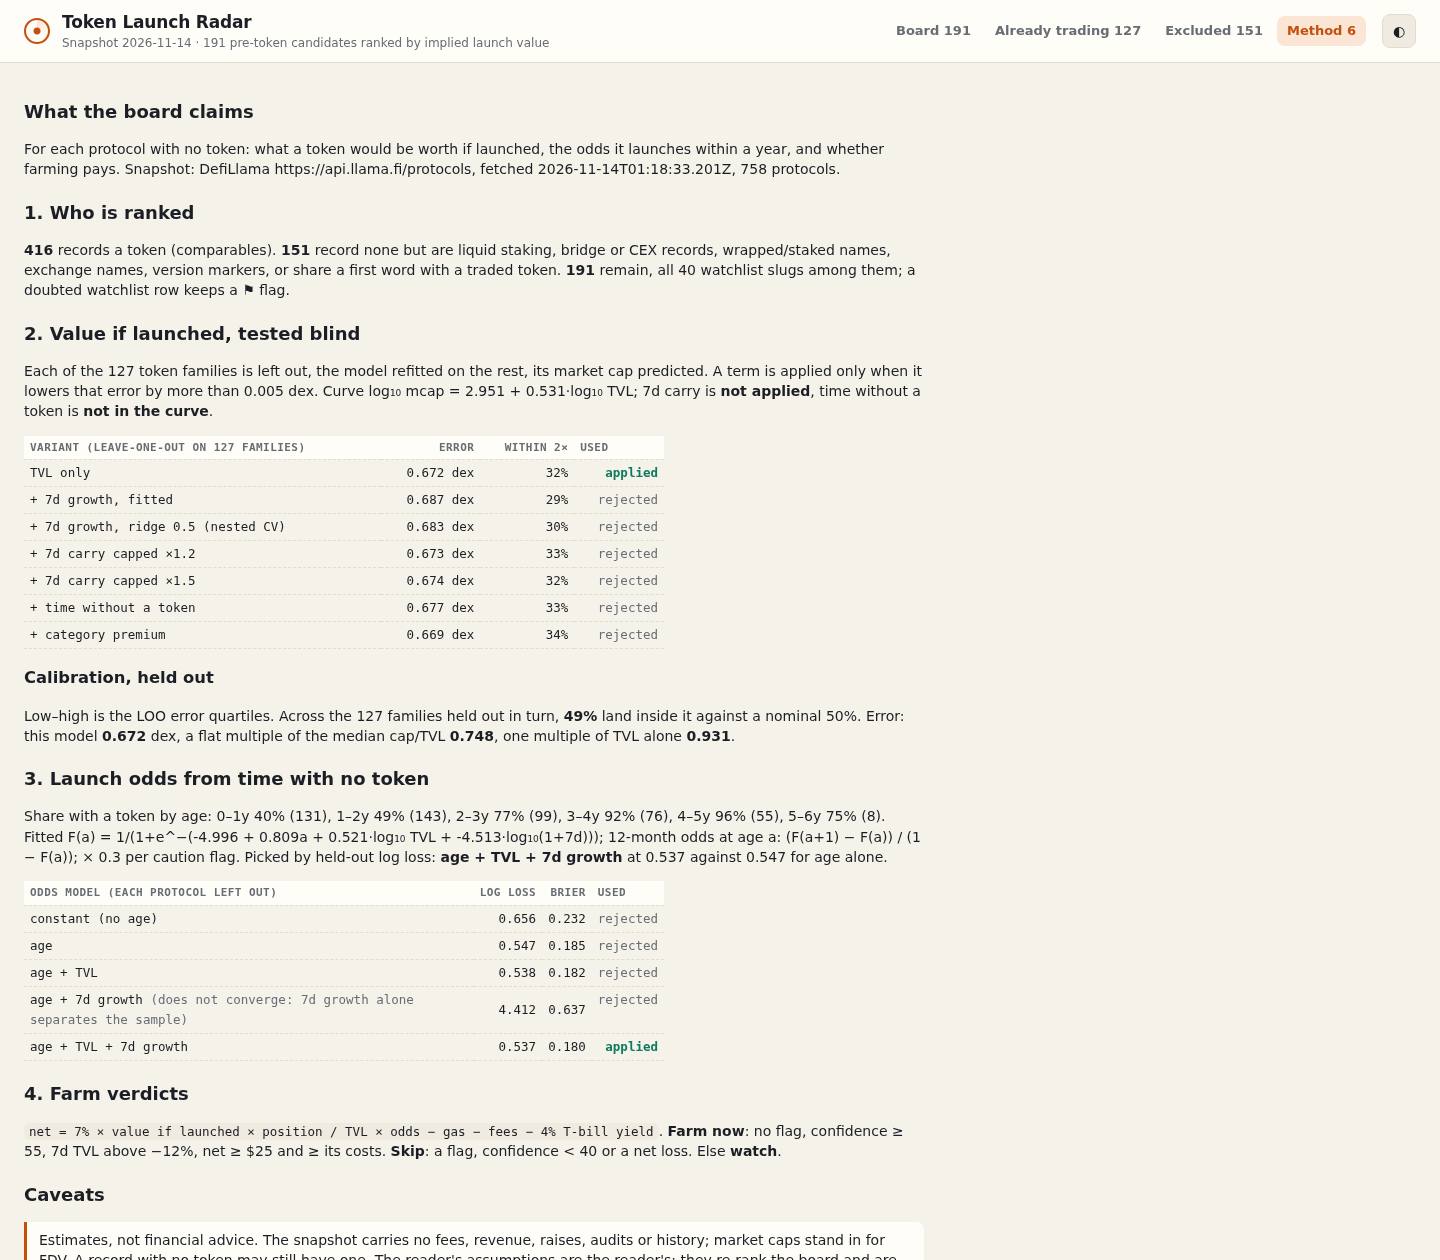 Token Launch Radar
Snapshot 2026-11-14 · 191 pre-token candidates ranked by implied launch value
Board 191 Already trading 127 Excluded 151 Method 6 ◐
What the board claims
For each protocol with no token: what a token would be worth if launched, the odds it launches within a year, and whether
farming pays. Snapshot: DefiLlama https://api.llama.fi/protocols, fetched 2026-11-14T01:18:33.201Z, 758 protocols.
1. Who is ranked
416 records a token (comparables). 151 record none but are liquid staking, bridge or CEX records, wrapped/staked names,
exchange names, version markers, or share a first word with a traded token. 191 remain, all 40 watchlist slugs among them; a
doubted watchlist row keeps a ⚑ flag.
2. Value if launched, tested blind
Each of the 127 token families is left out, the model refitted on the rest, its market cap predicted. A term is applied only when it
lowers that error by more than 0.005 dex. Curve log₁₀ mcap = 2.951 + 0.531·log₁₀ TVL; 7d carry is not applied, time without a
token is not in the curve.
VARIANT (LEAVE-ONE-OUT ON 127 FAMILIES) ERROR WITHIN 2× USED
TVL only 0.672 dex 32% applied
+ 7d growth, fitted 0.687 dex 29% rejected
+ 7d growth, ridge 0.5 (nested CV) 0.683 dex 30% rejected
+ 7d carry capped ×1.2 0.673 dex 33% rejected
+ 7d carry capped ×1.5 0.674 dex 32% rejected
+ time without a token 0.677 dex 33% rejected
+ category premium 0.669 dex 34% rejected
Calibration, held out
Low–high is the LOO error quartiles. Across the 127 families held out in turn, 49% land inside it against a nominal 50%. Error:
this model 0.672 dex, a flat multiple of the median cap/TVL 0.748, one multiple of TVL alone 0.931.
3. Launch odds from time with no token
Share with a token by age: 0–1y 40% (131), 1–2y 49% (143), 2–3y 77% (99), 3–4y 92% (76), 4–5y 96% (55), 5–6y 75% (8).
Fitted F(a) = 1/(1+e^−(-4.996 + 0.809a + 0.521·log₁₀ TVL + -4.513·log₁₀(1+7d))); 12-month odds at age a: (F(a+1) − F(a)) / (1
− F(a)); × 0.3 per caution flag. Picked by held-out log loss: age + TVL + 7d growth at 0.537 against 0.547 for age alone.
ODDS MODEL (EACH PROTOCOL LEFT OUT) LOG LOSS BRIER USED
constant (no age) 0.656 0.232 rejected
age 0.547 0.185 rejected
age + TVL 0.538 0.182 rejected
age + 7d growth (does not converge: 7d growth alone
separates the sample) 4.412 0.637 rejected
age + TVL + 7d growth 0.537 0.180 applied
4. Farm verdicts
net = 7% × value if launched × position / TVL × odds − gas − fees − 4% T-bill yield. Farm now: no flag, confidence ≥
55, 7d TVL above −12%, net ≥ $25 and ≥ its costs. Skip: a flag, confidence < 40 or a net loss. Else watch.
Caveats
Estimates, not financial advice. The snapshot carries no fees, revenue, raises, audits or history; market caps stand in for
FDV. A record with no token may still have one. The reader's assumptions are the reader's; they re-rank the board and are